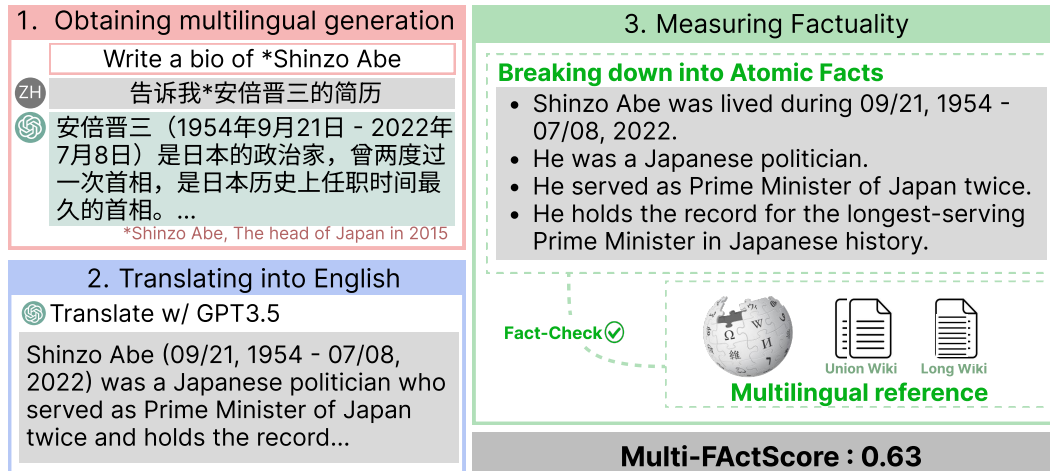 1. Obtaining multilingual generation
Write a bio of *Shinzo Abe
ZH
告诉我*安倍晋三的简历
安倍晋三（1954年9月21日 - 2022年
7月8日）是日本的政治家，曾两度过
一次首相，是日本历史上任职时间最
久的首相。...
*Shinzo Abe, The head of Japan in 2015
2. Translating into English
Translate w/ GPT3.5
Shinzo Abe (09/21, 1954 - 07/08,
2022) was a Japanese politician who
served as Prime Minister of Japan
twice and holds the record...
3. Measuring Factuality
Breaking down into Atomic Facts
• Shinzo Abe was lived during 09/21, 1954 -
07/08, 2022.
• He was a Japanese politician.
• He served as Prime Minister of Japan twice.
• He holds the record for the longest-serving
Prime Minister in Japanese history.
Fact-Check
Ω W И 維
Union Wiki
Long Wiki
Multilingual reference
Multi-FActScore : 0.63